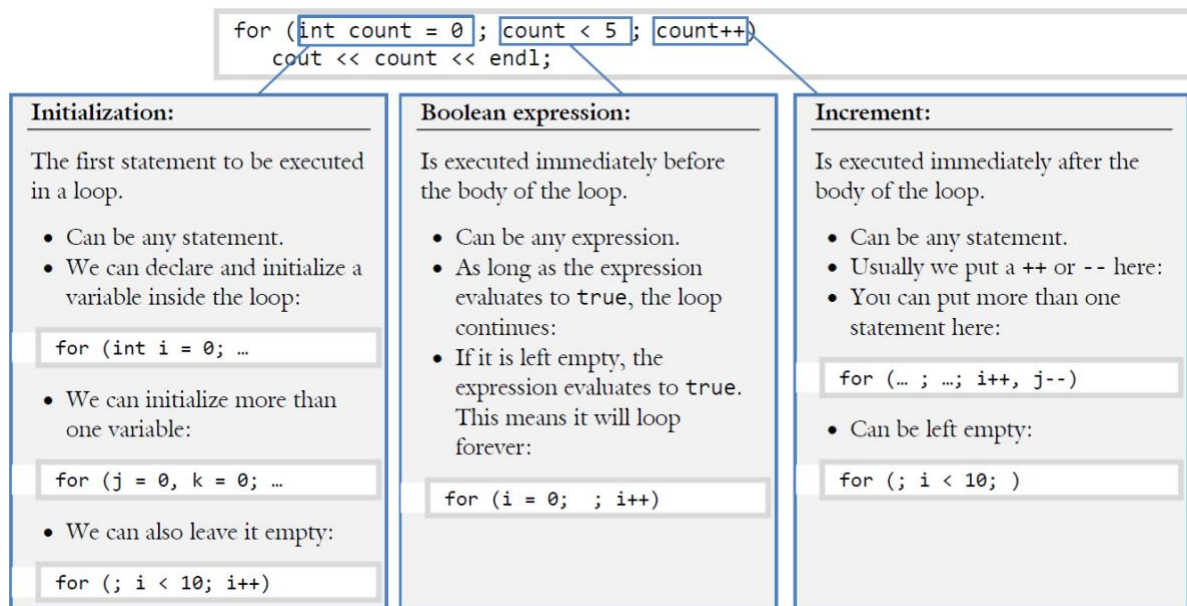 for (int count = 0 ; count < 5 ; count++)
cout << count << endl;
Initialization:
The first statement to be executed
in a loop.
• Can be any statement.
• We can declare and initialize a
variable inside the loop:
for (int i = 0; …
• We can initialize more than
one variable:
for (j = 0, k = 0; …
• We can also leave it empty:
for (; i < 10; i++)
Boolean expression:
Is executed immediately before
the body of the loop.
• Can be any expression.
• As long as the expression
evaluates to true, the loop
continues:
• If it is left empty, the
expression evaluates to true.
This means it will loop
forever:
for (i = 0;  ; i++)
Increment:
Is executed immediately after the
body of the loop.
• Can be any statement.
• Usually we put a ++ or -- here:
• You can put more than one
statement here:
for (… ; …; i++, j--)
• Can be left empty:
for (; i < 10; )